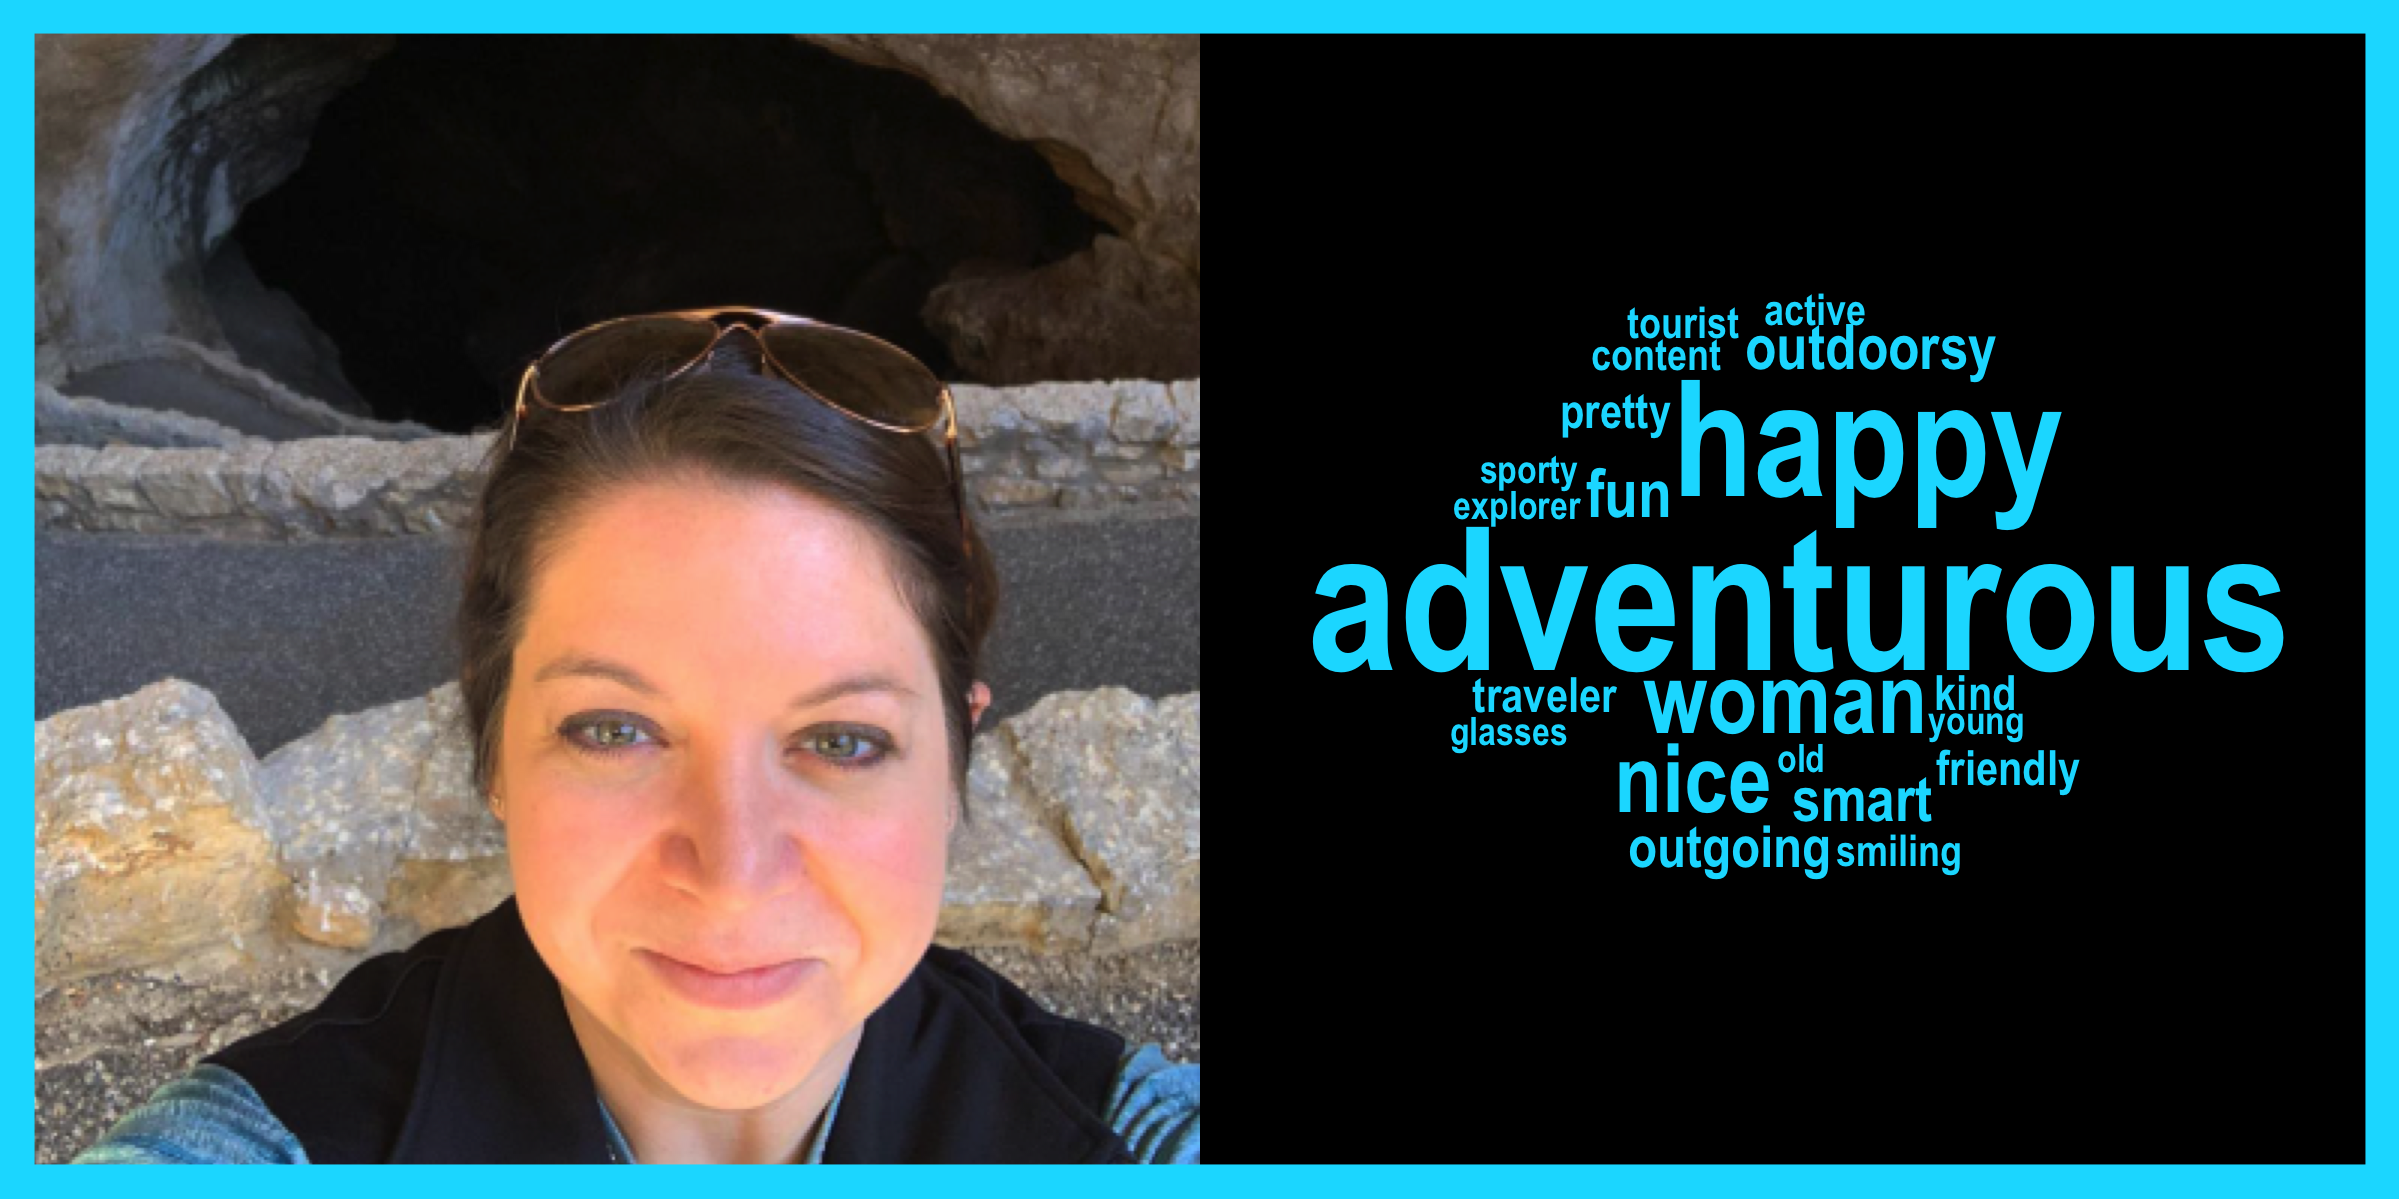 tourist active
content outdoorsy
pretty happy
sporty
explorer fun
adventurous
traveler woman kind
glasses young
nice old friendly
smart
outgoing smiling